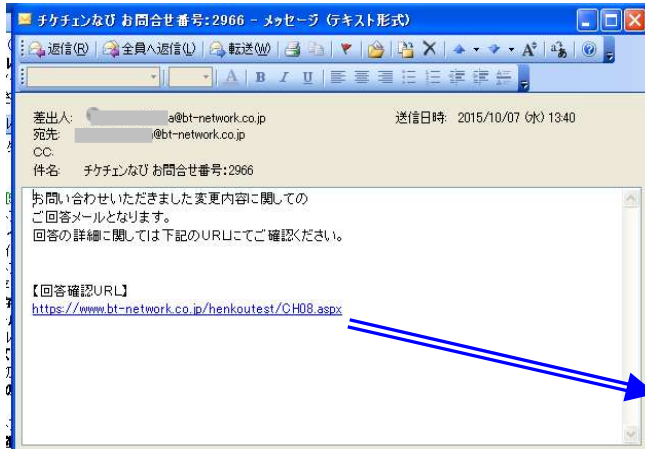 チケチェンなび お問合せ番号:2966 - メッセージ (テキスト形式)
返信(R) 全員へ返信(L) 転送(W)
A B I U
差出人: a@bt-network.co.jp 送信日時: 2015/10/07 (水) 13:40
宛先: @bt-network.co.jp
CC:
件名: チケチェンなび お問合せ番号:2966
お問い合わせいただきました変更内容に関しての
ご回答メールとなります。
回答の詳細に関しては下記のURLにてご確認ください。
【回答確認URL】
https://www.bt-network.co.jp/henkoutest/CH08.aspx